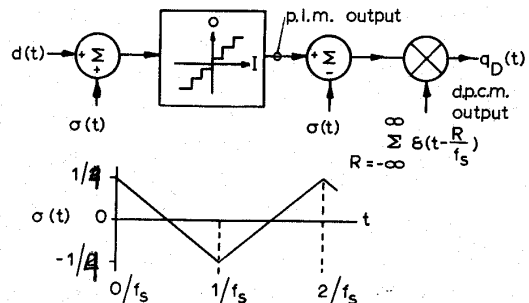 p.l.m. output
d(t)
+ Σ
+
O
I
+ Σ
-
q_D(t)
σ(t)
σ(t)
d.p.c.m. output
∞
Σ δ(t-R/f_s)
R=-∞
σ(t)
0
t
0/f_s
1/f_s
2/f_s